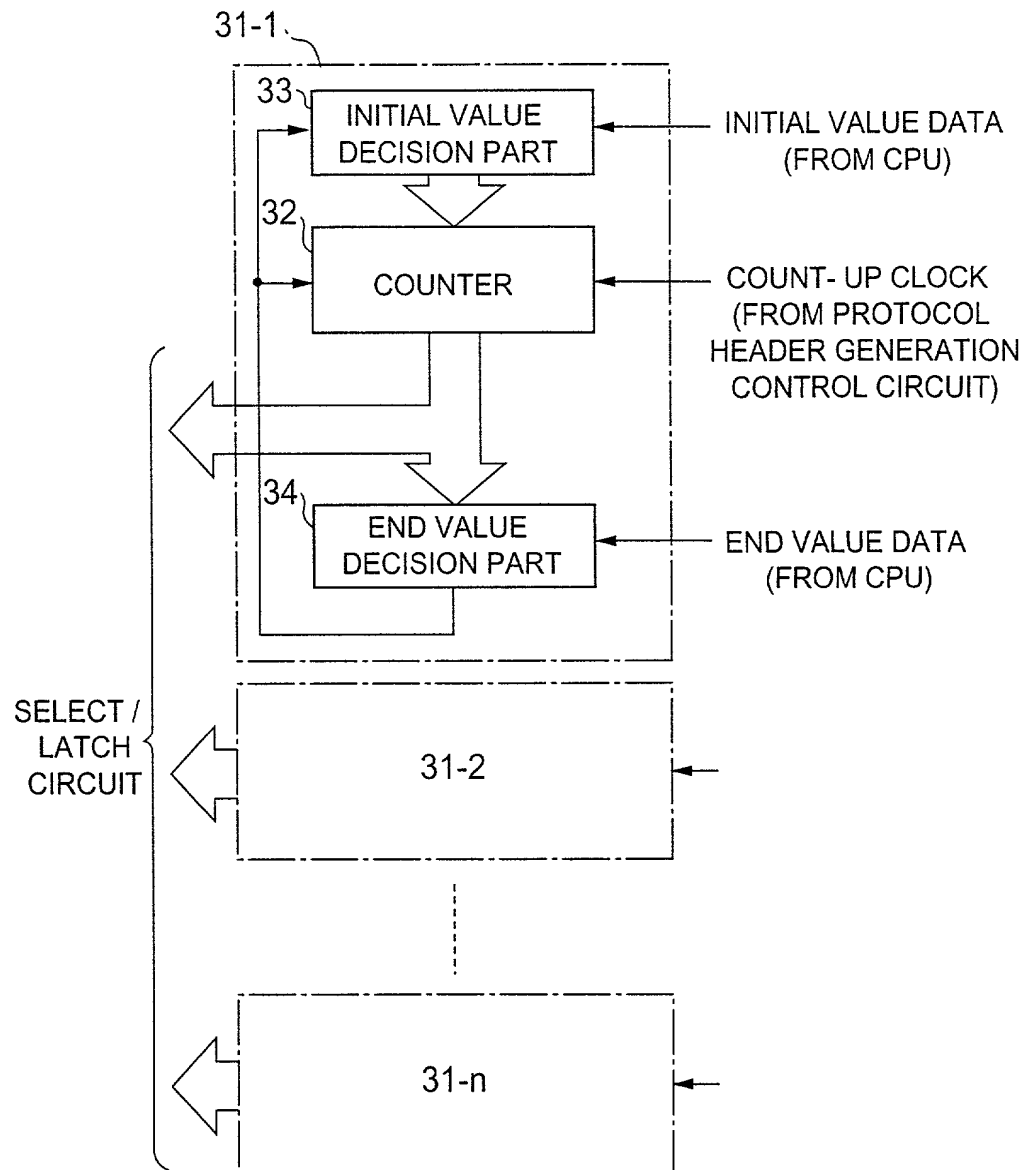 31-1
33
INITIAL VALUE
DECISION PART
INITIAL VALUE DATA
(FROM CPU)
32
COUNTER
COUNT- UP CLOCK
(FROM PROTOCOL
HEADER GENERATION
CONTROL CIRCUIT)
34
END VALUE
DECISION PART
END VALUE DATA
(FROM CPU)
SELECT /
LATCH
CIRCUIT
31-2
31-n